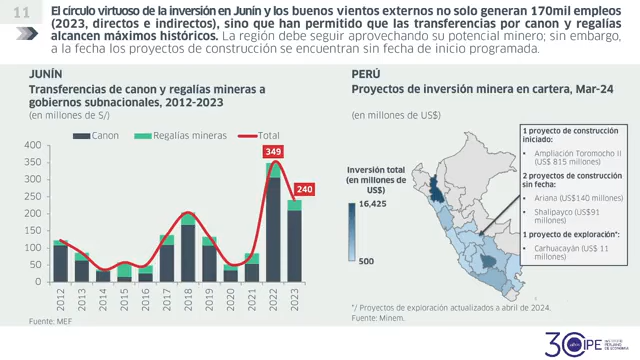 11
El círculo virtuoso de la inversión en Junín y los buenos vientos externos no solo generan 170mil empleos
(2023, directos e indirectos), sino que han permitido que las transferencias por canon y regalías
alcancen máximos históricos. La región debe seguir aprovechando su potencial minero; sin embargo,
a la fecha los proyectos de construcción se encuentran sin fecha de inicio programada.
JUNÍN
Transferencias de canon y regalías mineras a
gobiernos subnacionales, 2012-2023
(en millones de S/)
Canon Regalías mineras Total
400
350
300
250
200
150
100
50
0
349
240
2012 2013 2014 2015 2016 2017 2018 2019 2020 2021 2022 2023
Fuente: MEF
PERÚ
Proyectos de inversión minera en cartera, Mar-24
(en millones de US$)
Inversión total
(en millones de
US$)
16,425
500
1 proyecto de construcción
iniciado:
• Ampliación Toromocho II
(US$ 815 millones)
2 proyectos de construcción
sin fecha:
• Ariana (US$140 millones)
• Shalipayco (US$91
millones)
1 proyecto de exploración*:
• Carhuacayán (US$ 11
millones)
*/ Proyectos de exploración actualizados a abril de 2024.
Fuente: Minem.
30 IPE
INSTITUTO
PERUANO
DE ECONOMÍA